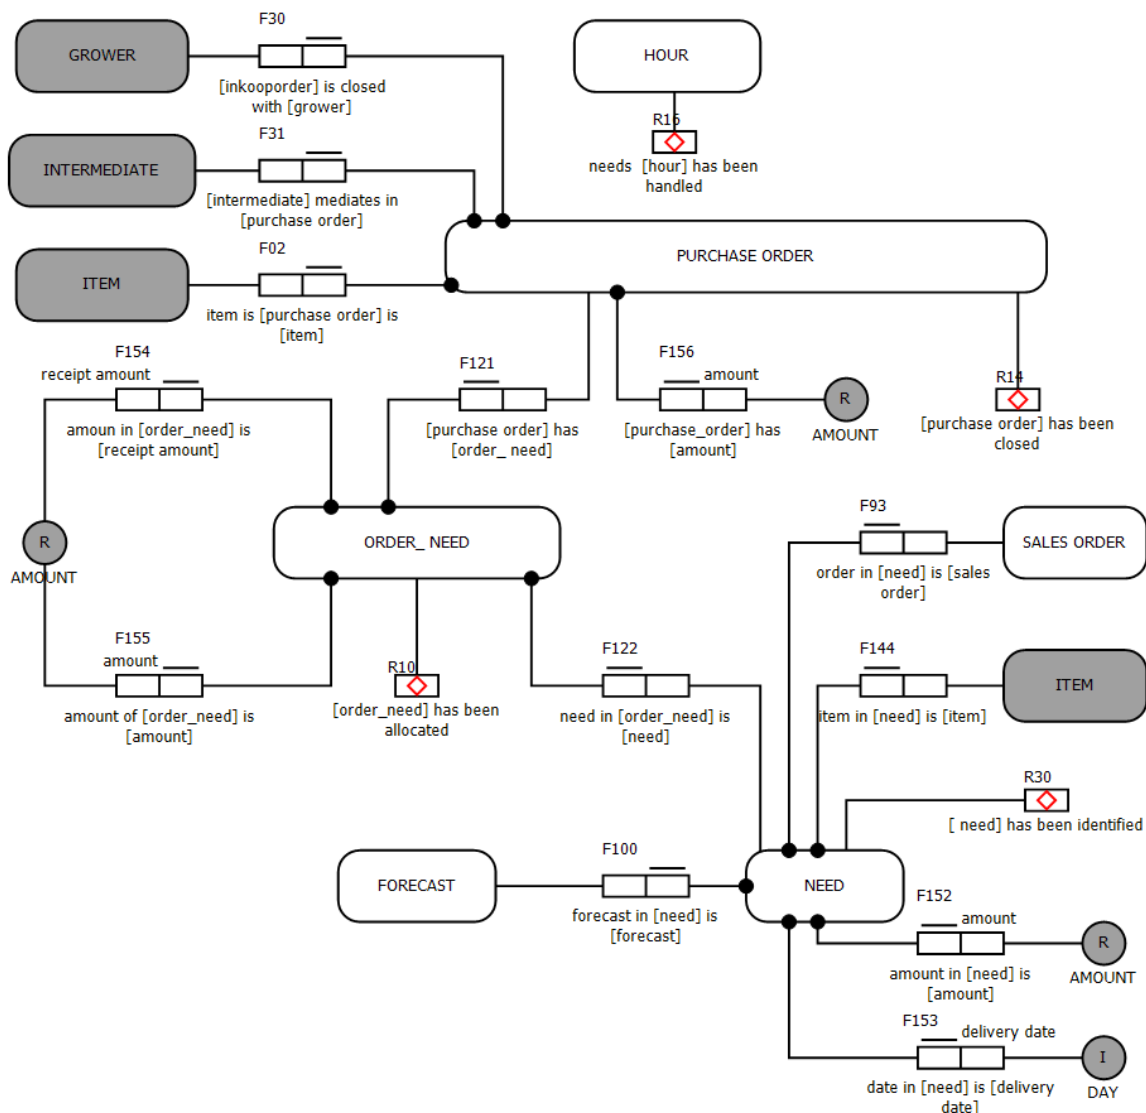 F30
GROWER
HOUR
[inkooporder] is closed
with [grower]
F31
R16
INTERMEDIATE
needs  [hour] has been
handled
[intermediate] mediates in
[purchase order]
F02
PURCHASE ORDER
ITEM
item is [purchase order] is
[item]
F154
receipt amount
F121
F156
amount
R14
R
AMOUNT
amoun in [order_need] is
[receipt amount]
[purchase order] has
[order_ need]
[purchase_order] has
[amount]
[purchase order] has been
closed
F93
R
AMOUNT
ORDER_ NEED
SALES ORDER
order in [need] is [sales
order]
F155
amount
R10
F122
F144
ITEM
amount of [order_need] is
[amount]
[order_need] has been
allocated
need in [order_need] is
[need]
item in [need] is [item]
R30
[ need] has been identified
F100
FORECAST
NEED
forecast in [need] is
[forecast]
F152
amount
R
AMOUNT
amount in [need] is
[amount]
F153
delivery date
I
DAY
date in [need] is [delivery
date]